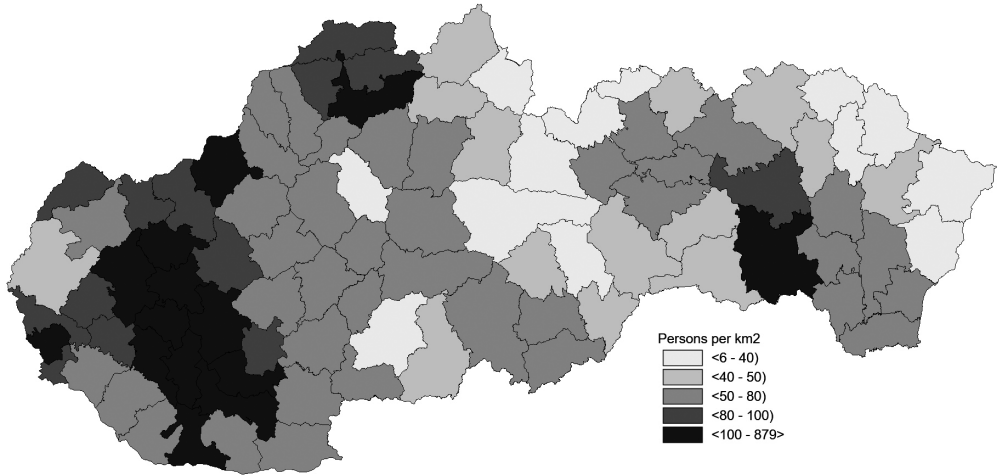 Persons per km2
<6 - 40)
<40 - 50)
<50 - 80)
<80 - 100)
<100 - 879>